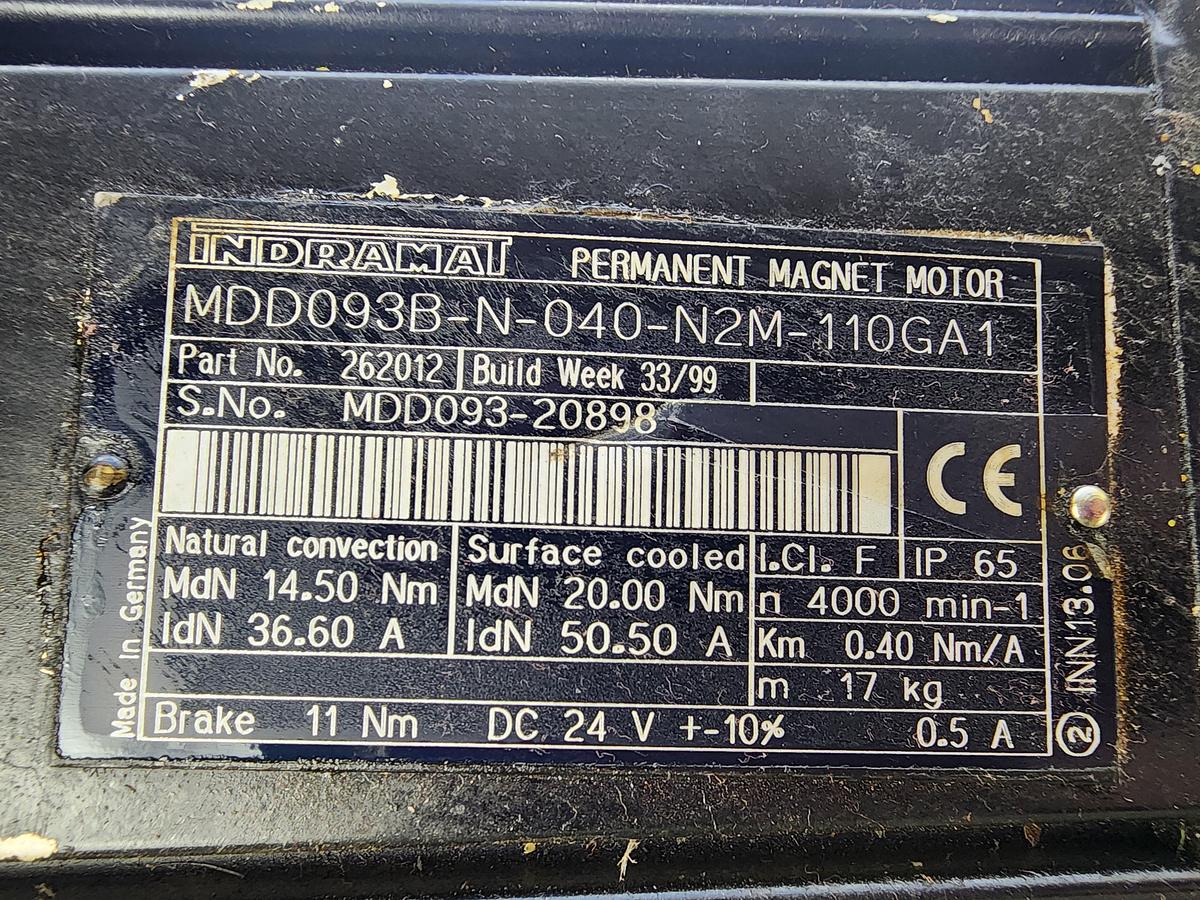 INDRAMAT PERMANENT MAGNET MOTOR
MDD093B-N-040-N2M-110GA1
Part No. 262012 Build Week 33/99
S.No. MDD093-20898
CE
Natural convection Surface cooled I.Cl. F IP 65
MdN 14.50 Nm MdN 20.00 Nm n 4000 min-1
IdN 36.60 A IdN 50.50 A Km 0.40 Nm/A
m 17 kg
Brake 11 Nm DC 24 V +-10% 0.5 A
Made in Germany
2 INN13.06